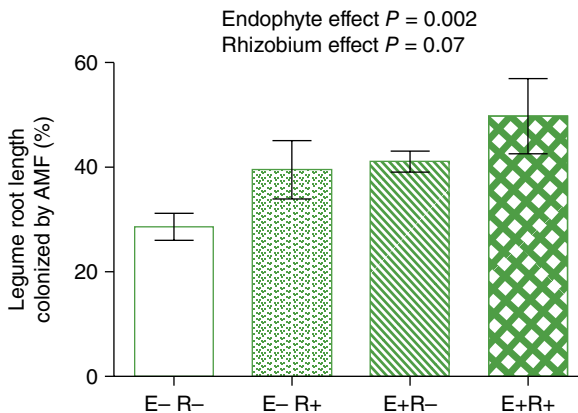 Endophyte effect P = 0.002
Rhizobium effect P = 0.07
Legume root length
colonized by AMF (%)
60
40
20
0
E– R–
E– R+
E+R–
E+R+